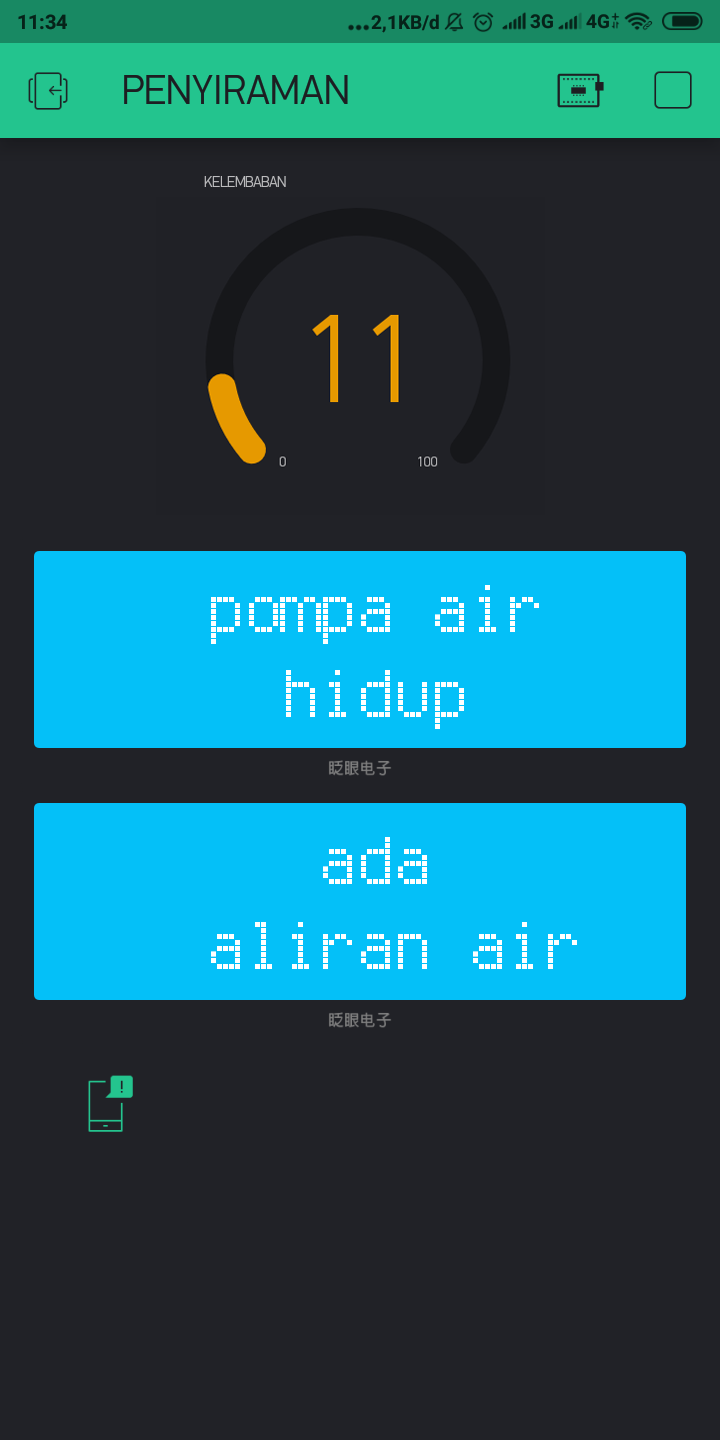 11:34 ...2,1KB/d 3G 4G+
PENYIRAMAN
KELEMBABAN
11
0 100
pompa air
hidup
眨眼电子
ada
aliran air
眨眼电子